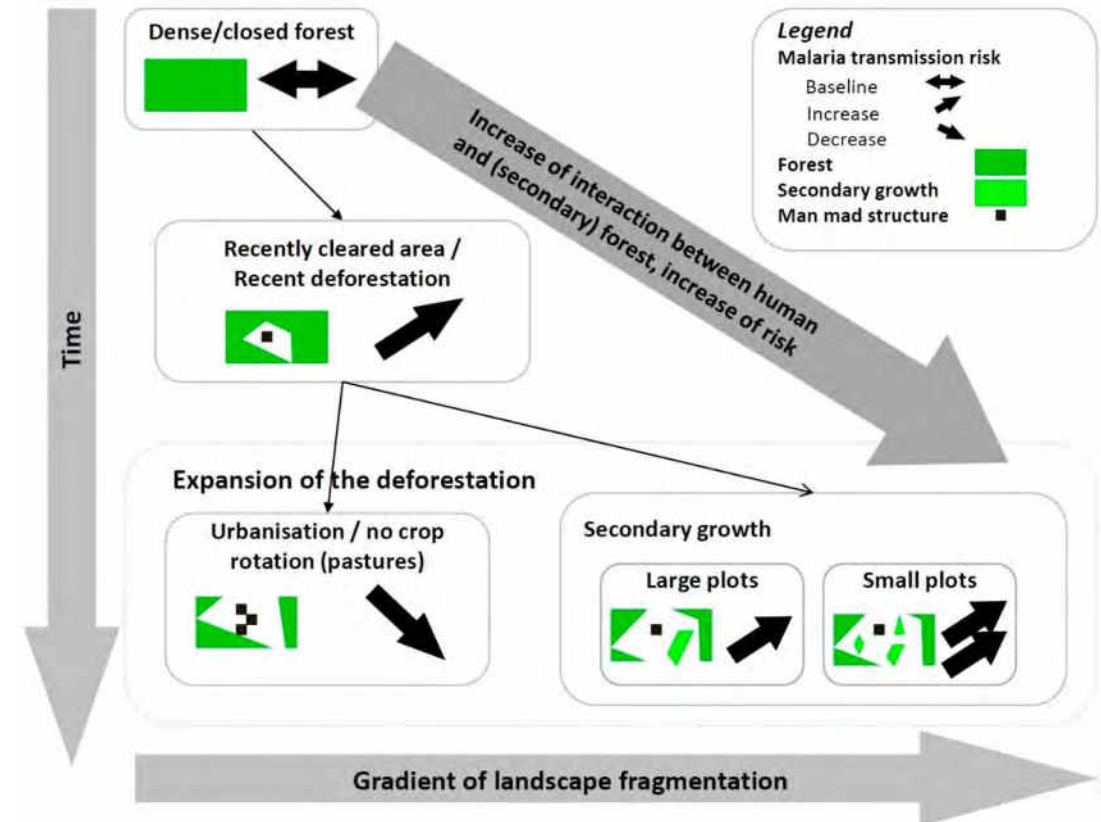 Dense/closed forest
Legend
Malaria transmission risk
Baseline
Increase
Decrease
Forest
Secondary growth
Man mad structure
Increase of interaction between human
and (secondary) forest, increase of risk
Time
Recently cleared area /
Recent deforestation
Expansion of the deforestation
Urbanisation / no crop
rotation (pastures)
Secondary growth
Large plots
Small plots
Gradient of landscape fragmentation